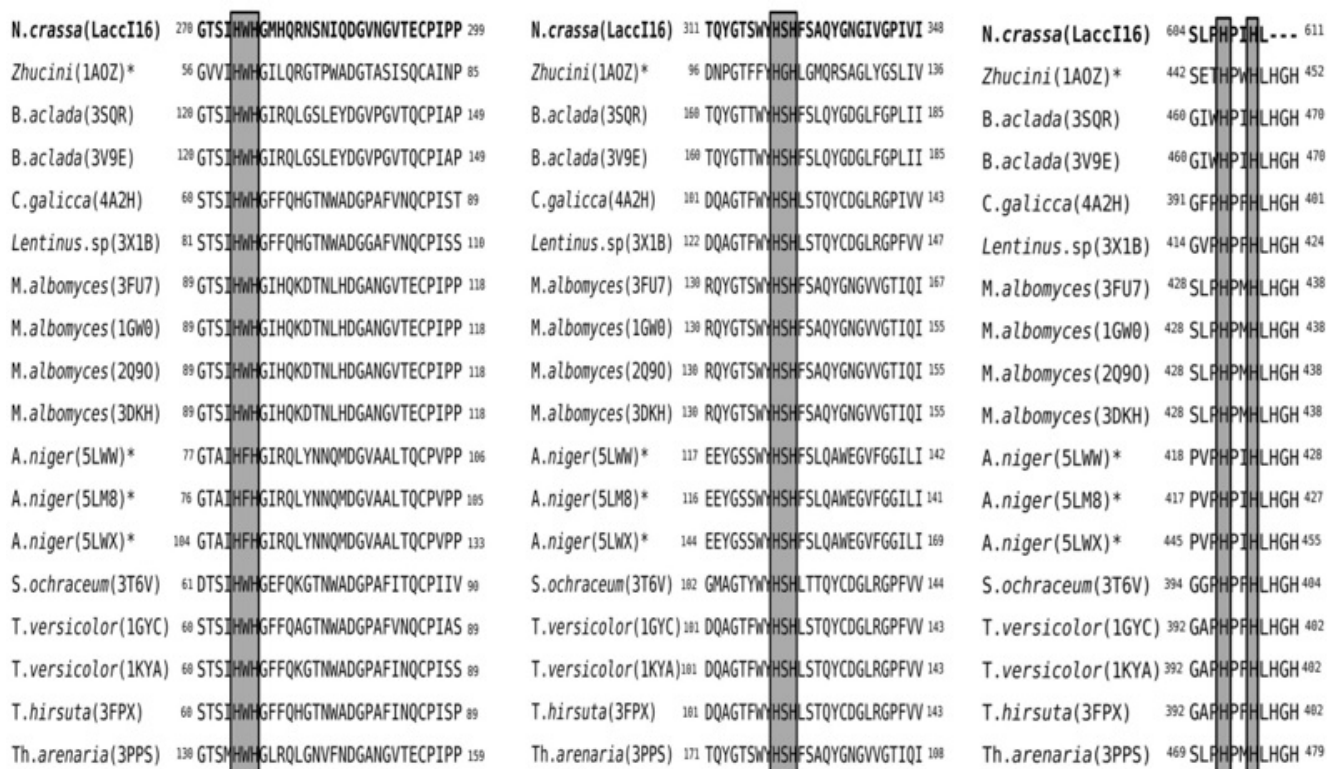 N.crassa(LaccI16) 270 GTSIHWHGMHQRNSNIQDGVNGVTECPIPP 299
Zhucini(1AOZ)* 56 GVVIHWHGILQRGTPWADGTASISQCAINP 85
B.aclada(3SQR) 120 GTSIHWHGIRQLGSLEYDGVPGVTQCPIAP 149
B.aclada(3V9E) 120 GTSIHWHGIRQLGSLEYDGVPGVTQCPIAP 149
C.galicca(4A2H) 60 STSIHWHGFFQHGTNWADGPAFVNQCPIST 89
Lentinus.sp(3X1B) 81 STSIHWHGFFQHGTNWADGGAFVNQCPISS 110
M.albomyces(3FU7) 89 GTSIHWHGIHQKDTNLHDGANGVTECPIPP 118
M.albomyces(1GW0) 89 GTSIHWHGIHQKDTNLHDGANGVTECPIPP 118
M.albomyces(2Q9O) 89 GTSIHWHGIHQKDTNLHDGANGVTECPIPP 118
M.albomyces(3DKH) 89 GTSIHWHGIHQKDTNLHDGANGVTECPIPP 118
A.niger(5LWW)* 77 GTAIHFHGIRQLYNNQMDGVAALTQCPVPP 106
A.niger(5LM8)* 76 GTAIHFHGIRQLYNNQMDGVAALTQCPVPP 105
A.niger(5LWX)* 104 GTAIHFHGIRQLYNNQMDGVAALTQCPVPP 133
S.ochraceum(3T6V) 61 DTSIHWHGEFQKGTNWADGPAFITQCPIIV 90
T.versicolor(1GYC) 60 STSIHWHGFFQAGTNWADGPAFVNQCPIAS 89
T.versicolor(1KYA) 60 STSIHWHGFFQKGTNWADGPAFINQCPISS 89
T.hirsuta(3FPX) 60 STSIHWHGFFQHGTNWADGPAFINQCPISP 89
Th.arenaria(3PPS) 130 GTSMHWHGLRQLGNVFNDGANGVTECPIPP 159
N.crassa(LaccI16) 311 TQYGTSWYHSHFSAQYGNGIVGPIVI 348
Zhucini(1AOZ)* 96 DNPGTFFYHGHLGMQRSAGLYGSLIV 136
B.aclada(3SQR) 160 TQYGTTWYHSHFSLQYGDGLFGPLII 185
B.aclada(3V9E) 160 TQYGTTWYHSHFSLQYGDGLFGPLII 185
C.galicca(4A2H) 101 DQAGTFWYHSHLSTQYCDGLRGPIVV 143
Lentinus.sp(3X1B) 122 DQAGTFWYHSHLSTQYCDGLRGPFVV 147
M.albomyces(3FU7) 130 RQYGTSWYHSHFSAQYGNGVVGTIQI 167
M.albomyces(1GW0) 130 RQYGTSWYHSHFSAQYGNGVVGTIQI 155
M.albomyces(2Q9O) 130 RQYGTSWYHSHFSAQYGNGVVGTIQI 155
M.albomyces(3DKH) 130 RQYGTSWYHSHFSAQYGNGVVGTIQI 155
A.niger(5LWW)* 117 EEYGSSWYHSHFSLQAWEGVFGGILI 142
A.niger(5LM8)* 116 EEYGSSWYHSHFSLQAWEGVFGGILI 141
A.niger(5LWX)* 144 EEYGSSWYHSHFSLQAWEGVFGGILI 169
S.ochraceum(3T6V) 102 GMAGTYWYHSHLTTQYCDGLRGPFVV 144
T.versicolor(1GYC) 101 DQAGTFWYHSHLSTQYCDGLRGPFVV 143
T.versicolor(1KYA) 101 DQAGTFWYHSHLSTQYCDGLRGPFVV 143
T.hirsuta(3FPX) 101 DQAGTFWYHSHLSTQYCDGLRGPFVV 143
Th.arenaria(3PPS) 171 TQYGTSWYHSHFSAQYGNGVVGTIQI 108
N.crassa(LaccI16) 604 SLPHPIHL--- 611
Zhucini(1AOZ)* 442 SETHPWHLHGH 452
B.aclada(3SQR) 460 GIWHPIHLHGH 470
B.aclada(3V9E) 460 GIWHPIHLHGH 470
C.galicca(4A2H) 391 GFPHPFHLHGH 401
Lentinus.sp(3X1B) 414 GVPHPFHLHGH 424
M.albomyces(3FU7) 428 SLPHPMHLHGH 438
M.albomyces(1GW0) 428 SLPHPMHLHGH 438
M.albomyces(2Q9O) 428 SLPHPMHLHGH 438
M.albomyces(3DKH) 428 SLPHPMHLHGH 438
A.niger(5LWW)* 418 PVPHPIHLHGH 428
A.niger(5LM8)* 417 PVPHPIHLHGH 427
A.niger(5LWX)* 445 PVPHPIHLHGH 455
S.ochraceum(3T6V) 394 GGPHPFHLHGH 404
T.versicolor(1GYC) 392 GAPHPFHLHGH 402
T.versicolor(1KYA) 392 GAPHPFHLHGH 402
T.hirsuta(3FPX) 392 GAPHPFHLHGH 402
Th.arenaria(3PPS) 469 SLPHPMHLHGH 479